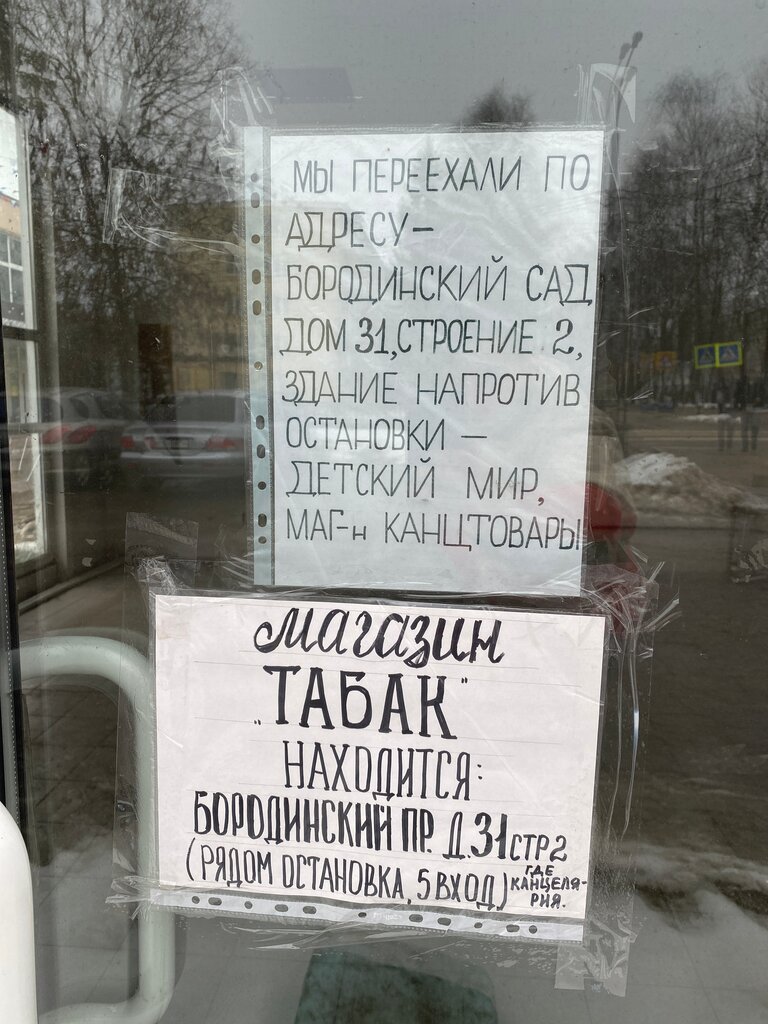 МЫ ПЕРЕЕХАЛИ ПО
АДРЕСУ –
БОРОДИНСКИЙ САД,
ДОМ 31, СТРОЕНИЕ 2,
ЗДАНИЕ НАПРОТИВ
ОСТАНОВКИ –
ДЕТСКИЙ МИР,
МАГ-н КАНЦТОВАРЫ
магазин
„ТАБАК"
НАХОДИТСЯ:
БОРОДИНСКИЙ ПР. Д.31 СТР2
(РЯДОМ ОСТАНОВКА, 5 ВХОД) ГДЕ
КАНЦЕЛЯ-
РИЯ.